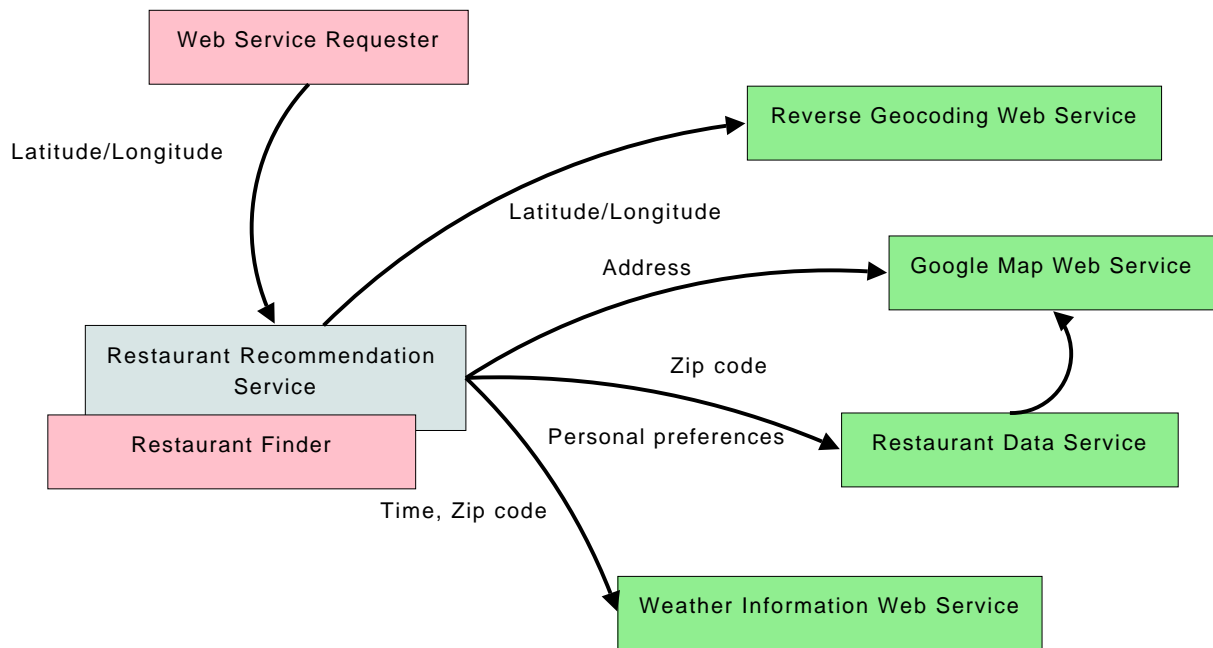 Web Service Requester
Reverse Geocoding Web Service
Latitude/Longitude
Latitude/Longitude
Address
Google Map Web Service
Restaurant Recommendation
Service
Zip code
Personal preferences
Restaurant Data Service
Restaurant Finder
Time, Zip code
Weather Information Web Service